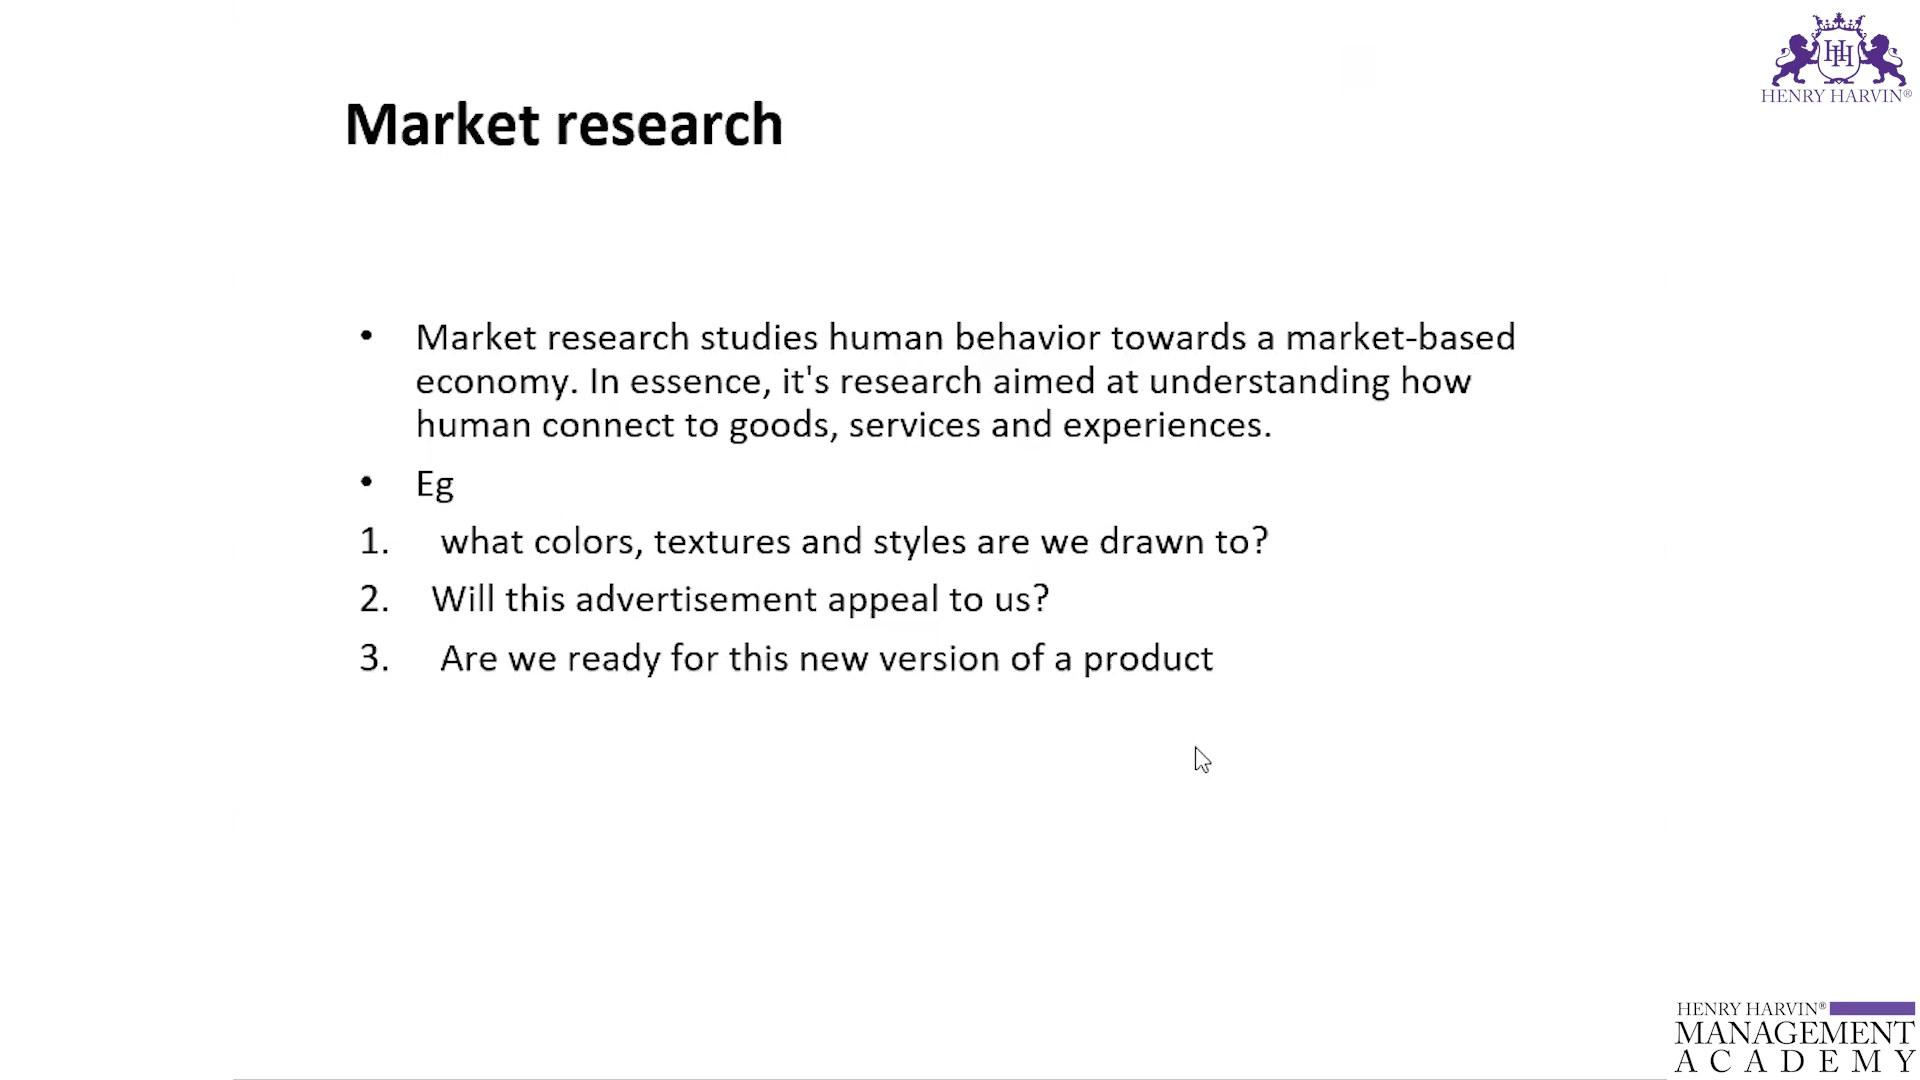 HENRY HARVIN®
Market research
• Market research studies human behavior towards a market-based
economy. In essence, it's research aimed at understanding how
human connect to goods, services and experiences.
• Eg
1. what colors, textures and styles are we drawn to?
2. Will this advertisement appeal to us?
3. Are we ready for this new version of a product
HENRY HARVIN®
MANAGEMENT
ACADEMY